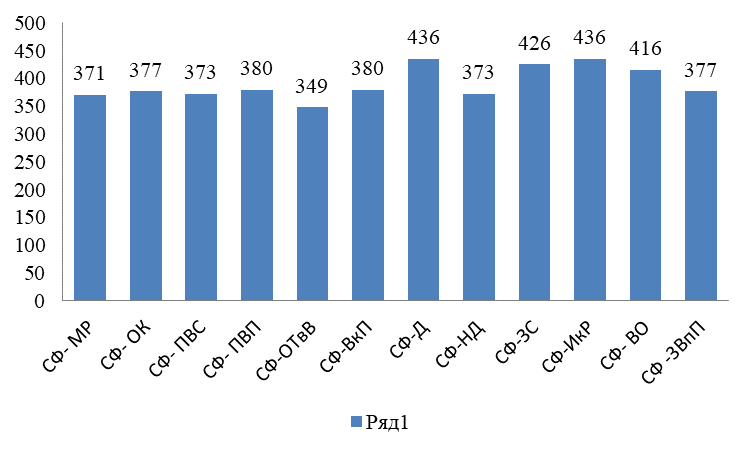 500
450
400
350
300
250
200
150
100
50
0
371
377
373
380
349
380
436
373
426
436
416
377
СФ- МР
СФ- ОК
СФ- ПВС
СФ- ПВП
СФ-ОТвВ
СФ-ВкП
СФ-Д
СФ-НД
СФ-ЗС
СФ-ИкР
СФ- ВО
СФ -ЗВпП
Ряд1